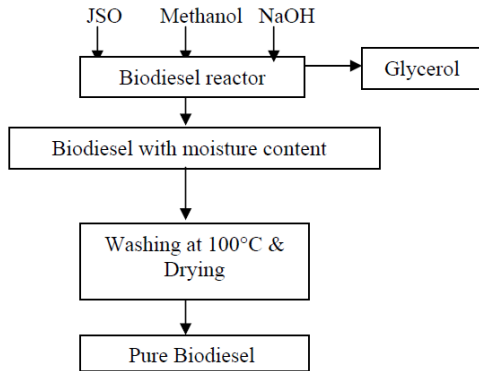 JSO Methanol NaOH
Biodiesel reactor
Glycerol
Biodiesel with moisture content
Washing at 100°C &
Drying
Pure Biodiesel